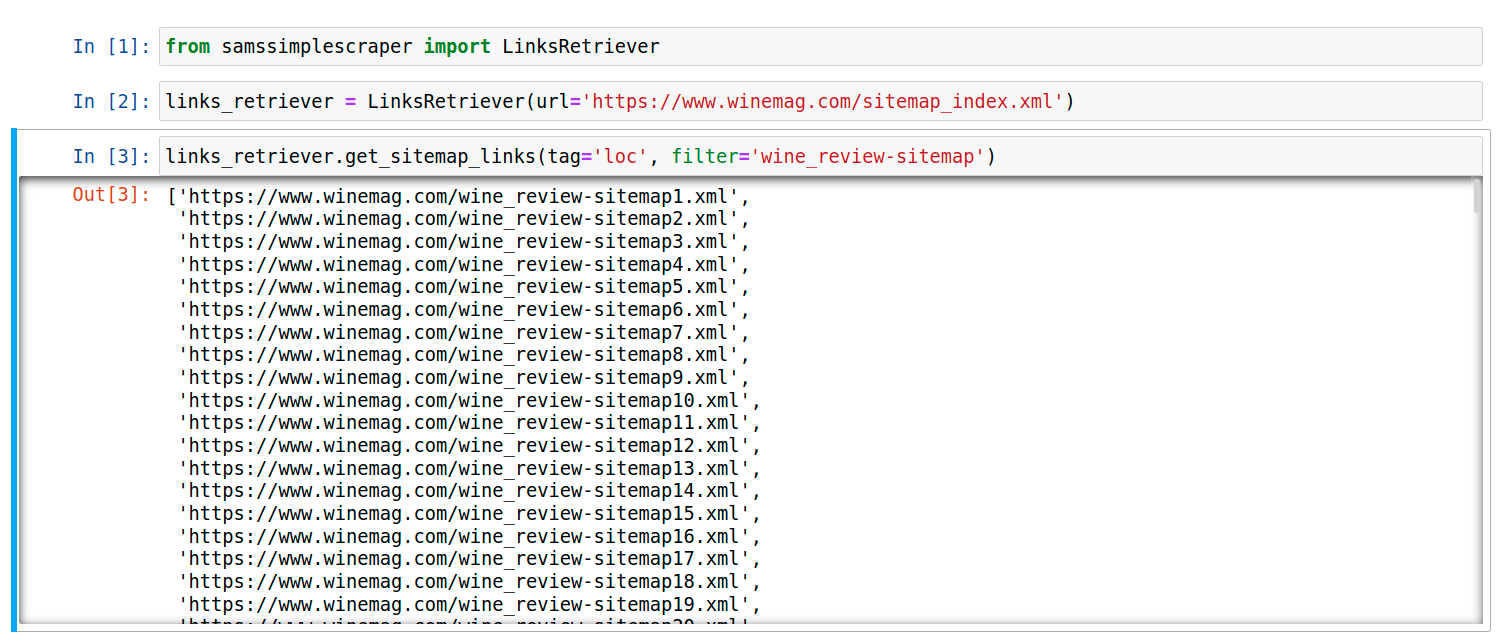 In [1]: from samssimplescraper import LinksRetriever
In [2]: links_retriever = LinksRetriever(url='https://www.winemag.com/sitemap_index.xml')
In [3]: links_retriever.get_sitemap_links(tag='loc', filter='wine_review-sitemap')
Out[3]: ['https://www.winemag.com/wine_review-sitemap1.xml',
'https://www.winemag.com/wine_review-sitemap2.xml',
'https://www.winemag.com/wine_review-sitemap3.xml',
'https://www.winemag.com/wine_review-sitemap4.xml',
'https://www.winemag.com/wine_review-sitemap5.xml',
'https://www.winemag.com/wine_review-sitemap6.xml',
'https://www.winemag.com/wine_review-sitemap7.xml',
'https://www.winemag.com/wine_review-sitemap8.xml',
'https://www.winemag.com/wine_review-sitemap9.xml',
'https://www.winemag.com/wine_review-sitemap10.xml',
'https://www.winemag.com/wine_review-sitemap11.xml',
'https://www.winemag.com/wine_review-sitemap12.xml',
'https://www.winemag.com/wine_review-sitemap13.xml',
'https://www.winemag.com/wine_review-sitemap14.xml',
'https://www.winemag.com/wine_review-sitemap15.xml',
'https://www.winemag.com/wine_review-sitemap16.xml',
'https://www.winemag.com/wine_review-sitemap17.xml',
'https://www.winemag.com/wine_review-sitemap18.xml',
'https://www.winemag.com/wine_review-sitemap19.xml',